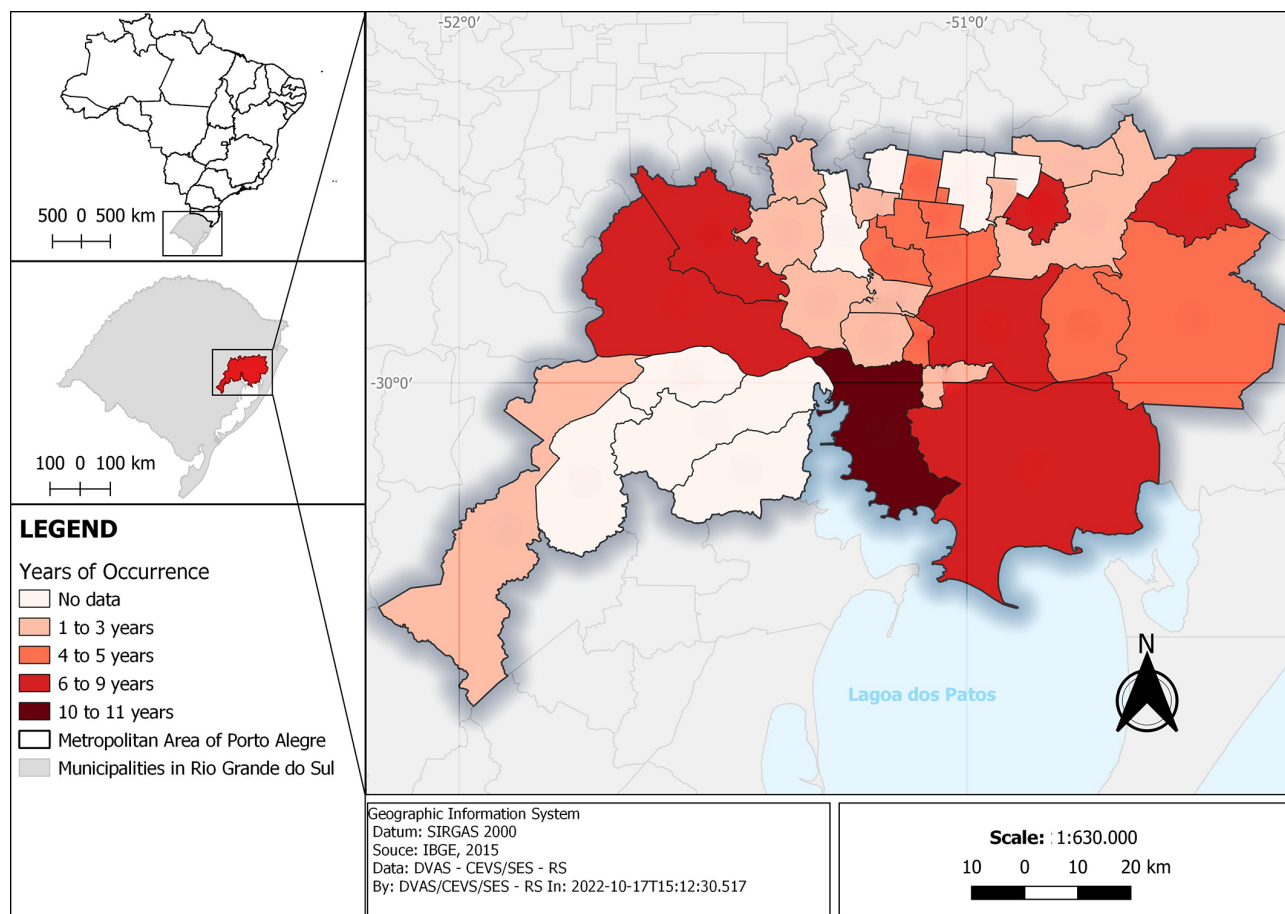 -52°0′
-51°0′
-30°0′
500 0 500 km
100 0 100 km
LEGEND
Years of Occurrence
No data
1 to 3 years
4 to 5 years
6 to 9 years
10 to 11 years
Metropolitan Area of Porto Alegre
Municipalities in Rio Grande do Sul
N
Lagoa dos Patos
Geographic Information System
Datum: SIRGAS 2000
Souce: IBGE, 2015
Data: DVAS - CEVS/SES - RS
By: DVAS/CEVS/SES - RS In: 2022-10-17T15:12:30.517
Scale: 1:630.000
10 0 10 20 km